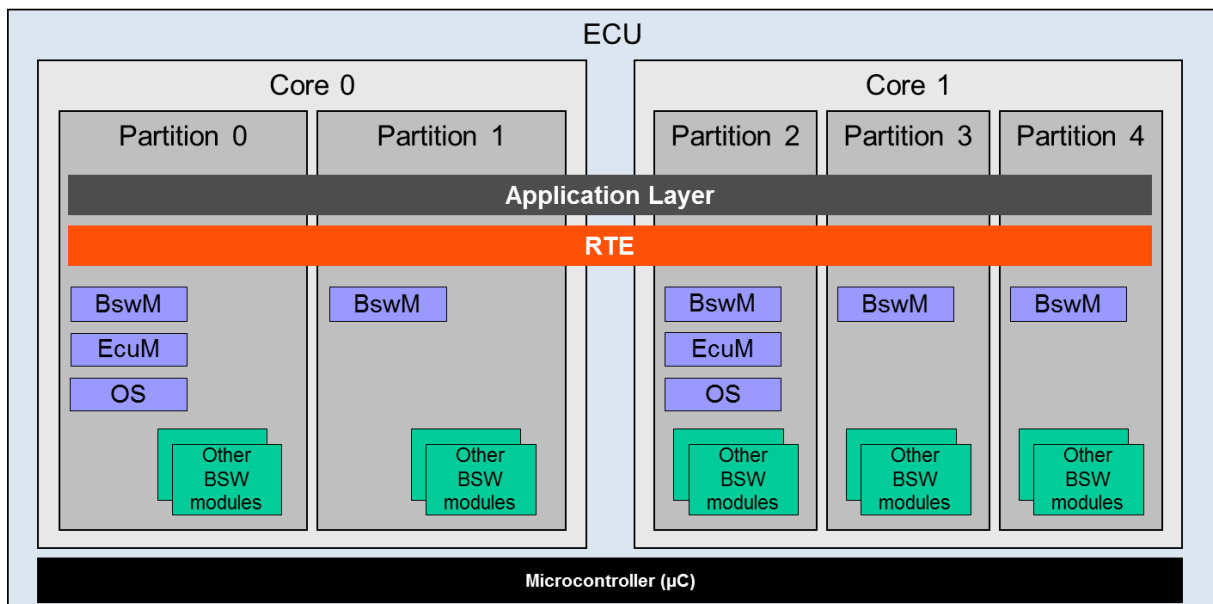 ECU
Core 0
Core 1
Partition 0
Partition 1
Partition 2
Partition 3
Partition 4
Application Layer
RTE
BswM
BswM
BswM
BswM
BswM
EcuM
EcuM
OS
OS
Other
BSW
modules
Other
BSW
modules
Other
BSW
modules
Other
BSW
modules
Other
BSW
modules
Microcontroller (µC)